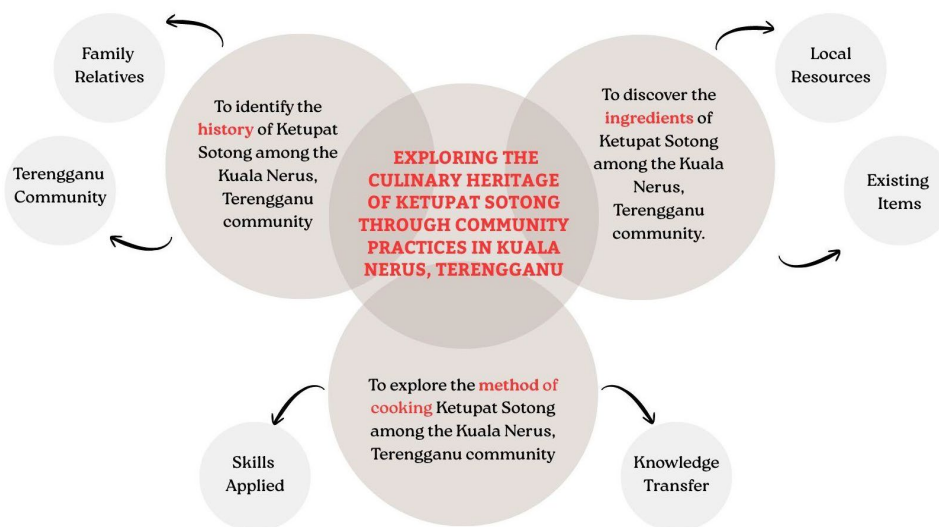 Family
Relatives
Terengganu
Community
To identify the
history of Ketupat
Sotong among the
Kuala Nerus,
Terengganu
community
EXPLORING THE
CULINARY HERITAGE
OF KETUPAT SOTONG
THROUGH COMMUNITY
PRACTICES IN KUALA
NERUS, TERENGGANU
To discover the
ingredients of
Ketupat Sotong
among the Kuala
Nerus,
Terengganu
community.
Local
Resources
Existing
Items
To explore the method of
cooking Ketupat Sotong
among the Kuala Nerus,
Terengganu community
Skills
Applied
Knowledge
Transfer